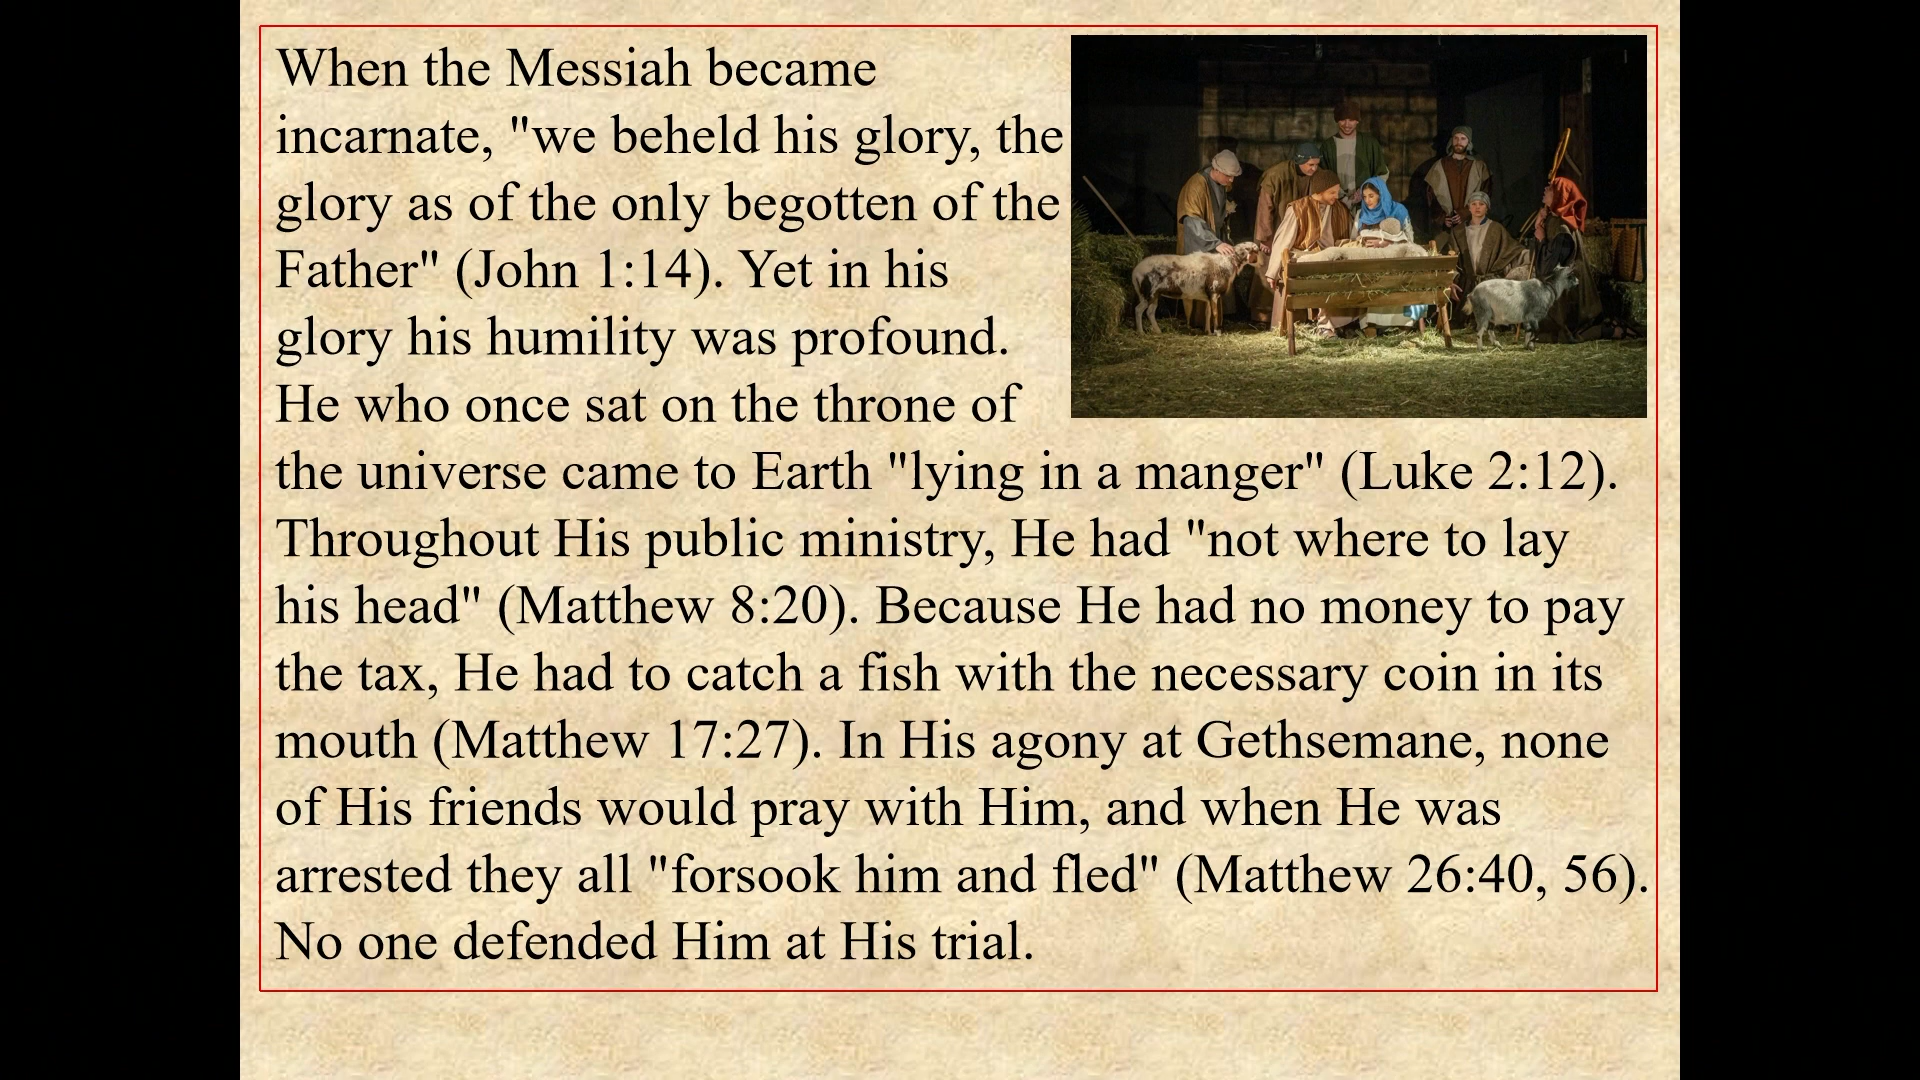 When the Messiah became
incarnate, "we beheld his glory, the
glory as of the only begotten of the
Father" (John 1:14). Yet in his
glory his humility was profound.
He who once sat on the throne of
the universe came to Earth "lying in a manger" (Luke 2:12).
Throughout His public ministry, He had "not where to lay
his head" (Matthew 8:20). Because He had no money to pay
the tax, He had to catch a fish with the necessary coin in its
mouth (Matthew 17:27). In His agony at Gethsemane, none
of His friends would pray with Him, and when He was
arrested they all "forsook him and fled" (Matthew 26:40, 56).
No one defended Him at His trial.